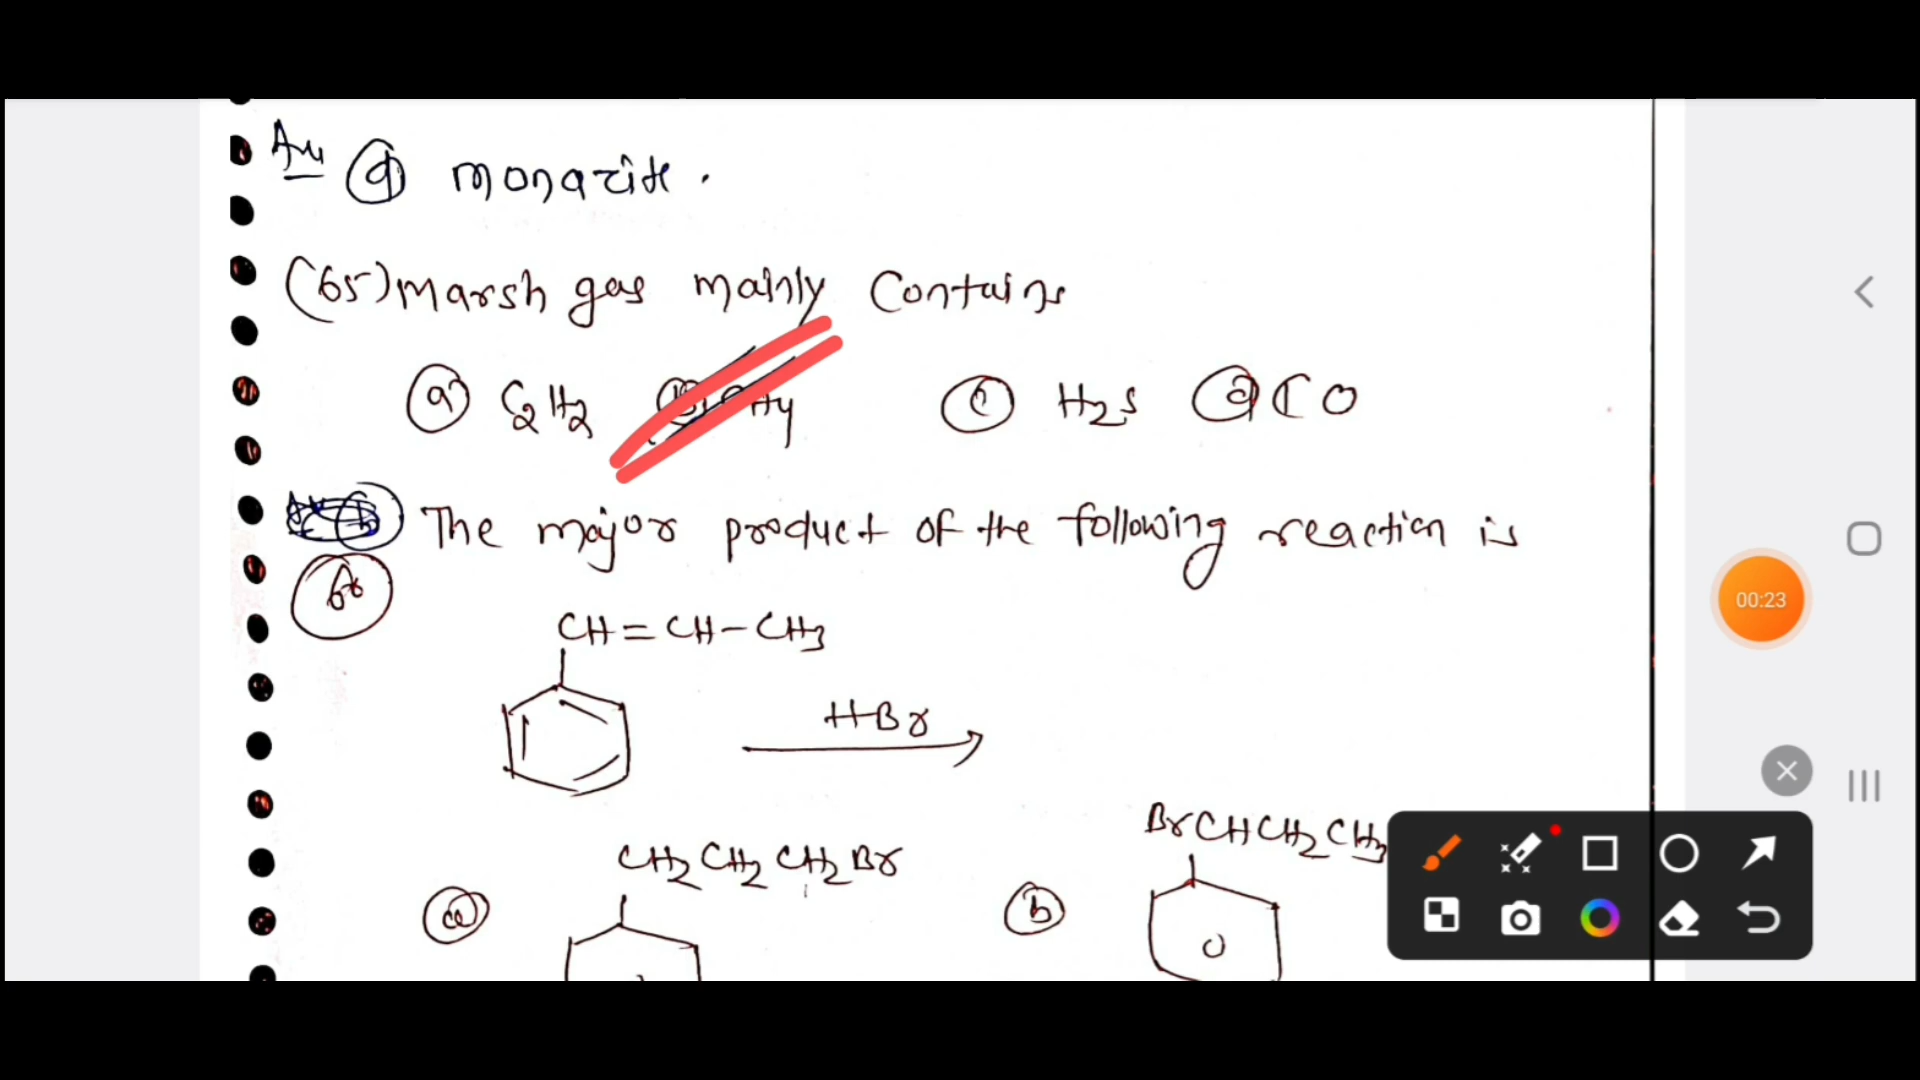 Ans (a) monazite.
(65) Marsh gas mainly Contains
(a) C2H2 (b) CH4 (c) H2S (d) CO
The major product of the following reaction is
66
CH=CH-CH3
HBr
BrCHCH2CH3
CH2CH2CH2Br
(a)
(b)
00:23